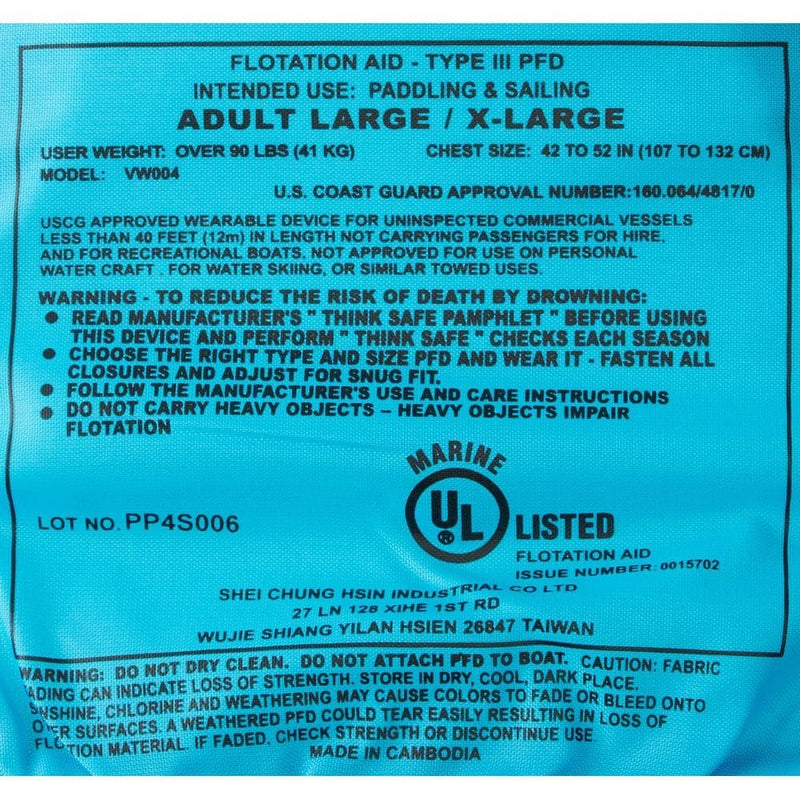 FLOTATION AID - TYPE III PFD
INTENDED USE: PADDLING & SAILING
ADULT LARGE / X-LARGE
USER WEIGHT: OVER 90 LBS (41 KG) CHEST SIZE: 42 TO 52 IN (107 TO 132 CM)
MODEL: VW004
U.S. COAST GUARD APPROVAL NUMBER:160.064/4817/0
USCG APPROVED WEARABLE DEVICE FOR UNINSPECTED COMMERCIAL VESSELS
LESS THAN 40 FEET (12m) IN LENGTH NOT CARRYING PASSENGERS FOR HIRE,
AND FOR RECREATIONAL BOATS. NOT APPROVED FOR USE ON PERSONAL
WATER CRAFT . FOR WATER SKIING, OR SIMILAR TOWED USES.
WARNING - TO REDUCE THE RISK OF DEATH BY DROWNING:
• READ MANUFACTURER'S " THINK SAFE PAMPHLET " BEFORE USING
THIS DEVICE AND PERFORM " THINK SAFE " CHECKS EACH SEASON
• CHOOSE THE RIGHT TYPE AND SIZE PFD AND WEAR IT - FASTEN ALL
CLOSURES AND ADJUST FOR SNUG FIT.
• FOLLOW THE MANUFACTURER'S USE AND CARE INSTRUCTIONS
• DO NOT CARRY HEAVY OBJECTS – HEAVY OBJECTS IMPAIR
FLOTATION
MARINE
LOT NO. PP4S006
UL® LISTED
FLOTATION AID
ISSUE NUMBER: 0015702
SHEI CHUNG HSIN INDUSTRIAL CO LTD
27 LN 128 XIHE 1ST RD
WUJIE SHIANG YILAN HSIEN 26847 TAIWAN
WARNING: DO NOT DRY CLEAN. DO NOT ATTACH PFD TO BOAT. CAUTION: FABRIC
ADING CAN INDICATE LOSS OF STRENGTH. STORE IN DRY, COOL, DARK PLACE.
NSHINE, CHLORINE AND WEATHERING MAY CAUSE COLORS TO FADE OR BLEED ONTO
SURFACES. A WEATHERED PFD COULD TEAR EASILY RESULTING IN LOSS OF
MATERIAL. IF FADED, CHECK STRENGTH OR DISCONTINUE USE.
MADE IN CAMBODIA